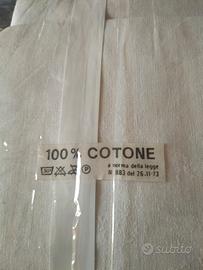 100% COTONE
a norma della legge
N. 883 del 26.11.73
subito